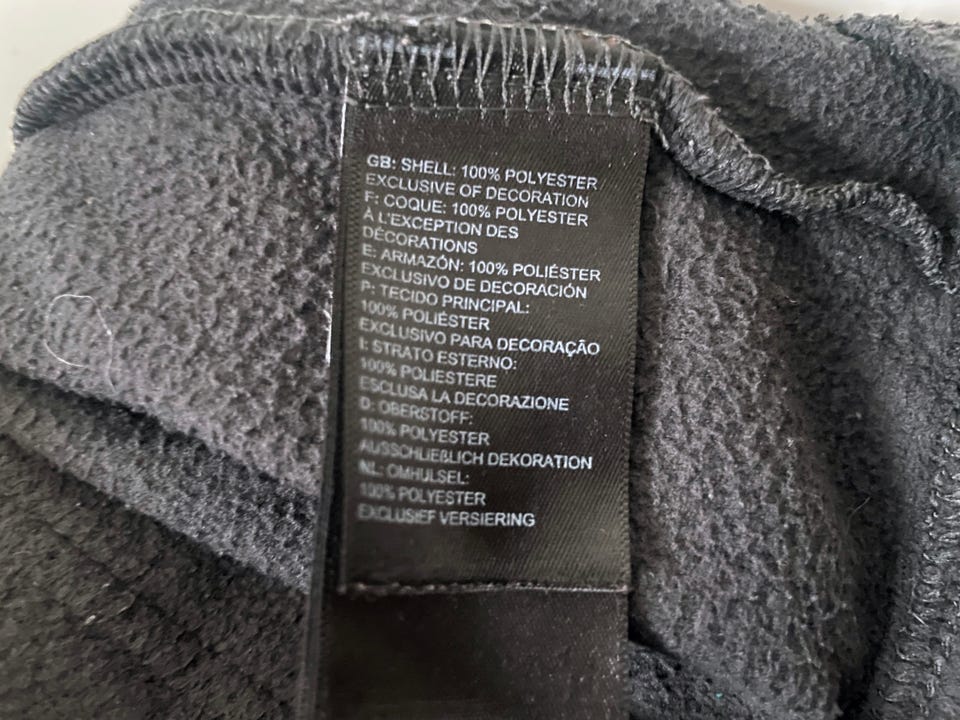 GB: SHELL: 100% POLYESTER
EXCLUSIVE OF DECORATION
F: COQUE: 100% POLYESTER
À L'EXCEPTION DES
DÉCORATIONS
E: ARMAZÓN: 100% POLIÉSTER
EXCLUSIVO DE DECORACIÓN
P: TECIDO PRINCIPAL:
100% POLIÉSTER
EXCLUSIVO PARA DECORAÇÃO
I: STRATO ESTERNO:
100% POLIESTERE
ESCLUSA LA DECORAZIONE
D: OBERSTOFF:
100% POLYESTER
AUSSCHLIEßLICH DEKORATION
NL: OMHULSEL:
100% POLYESTER
EXCLUSIEF VERSIERING